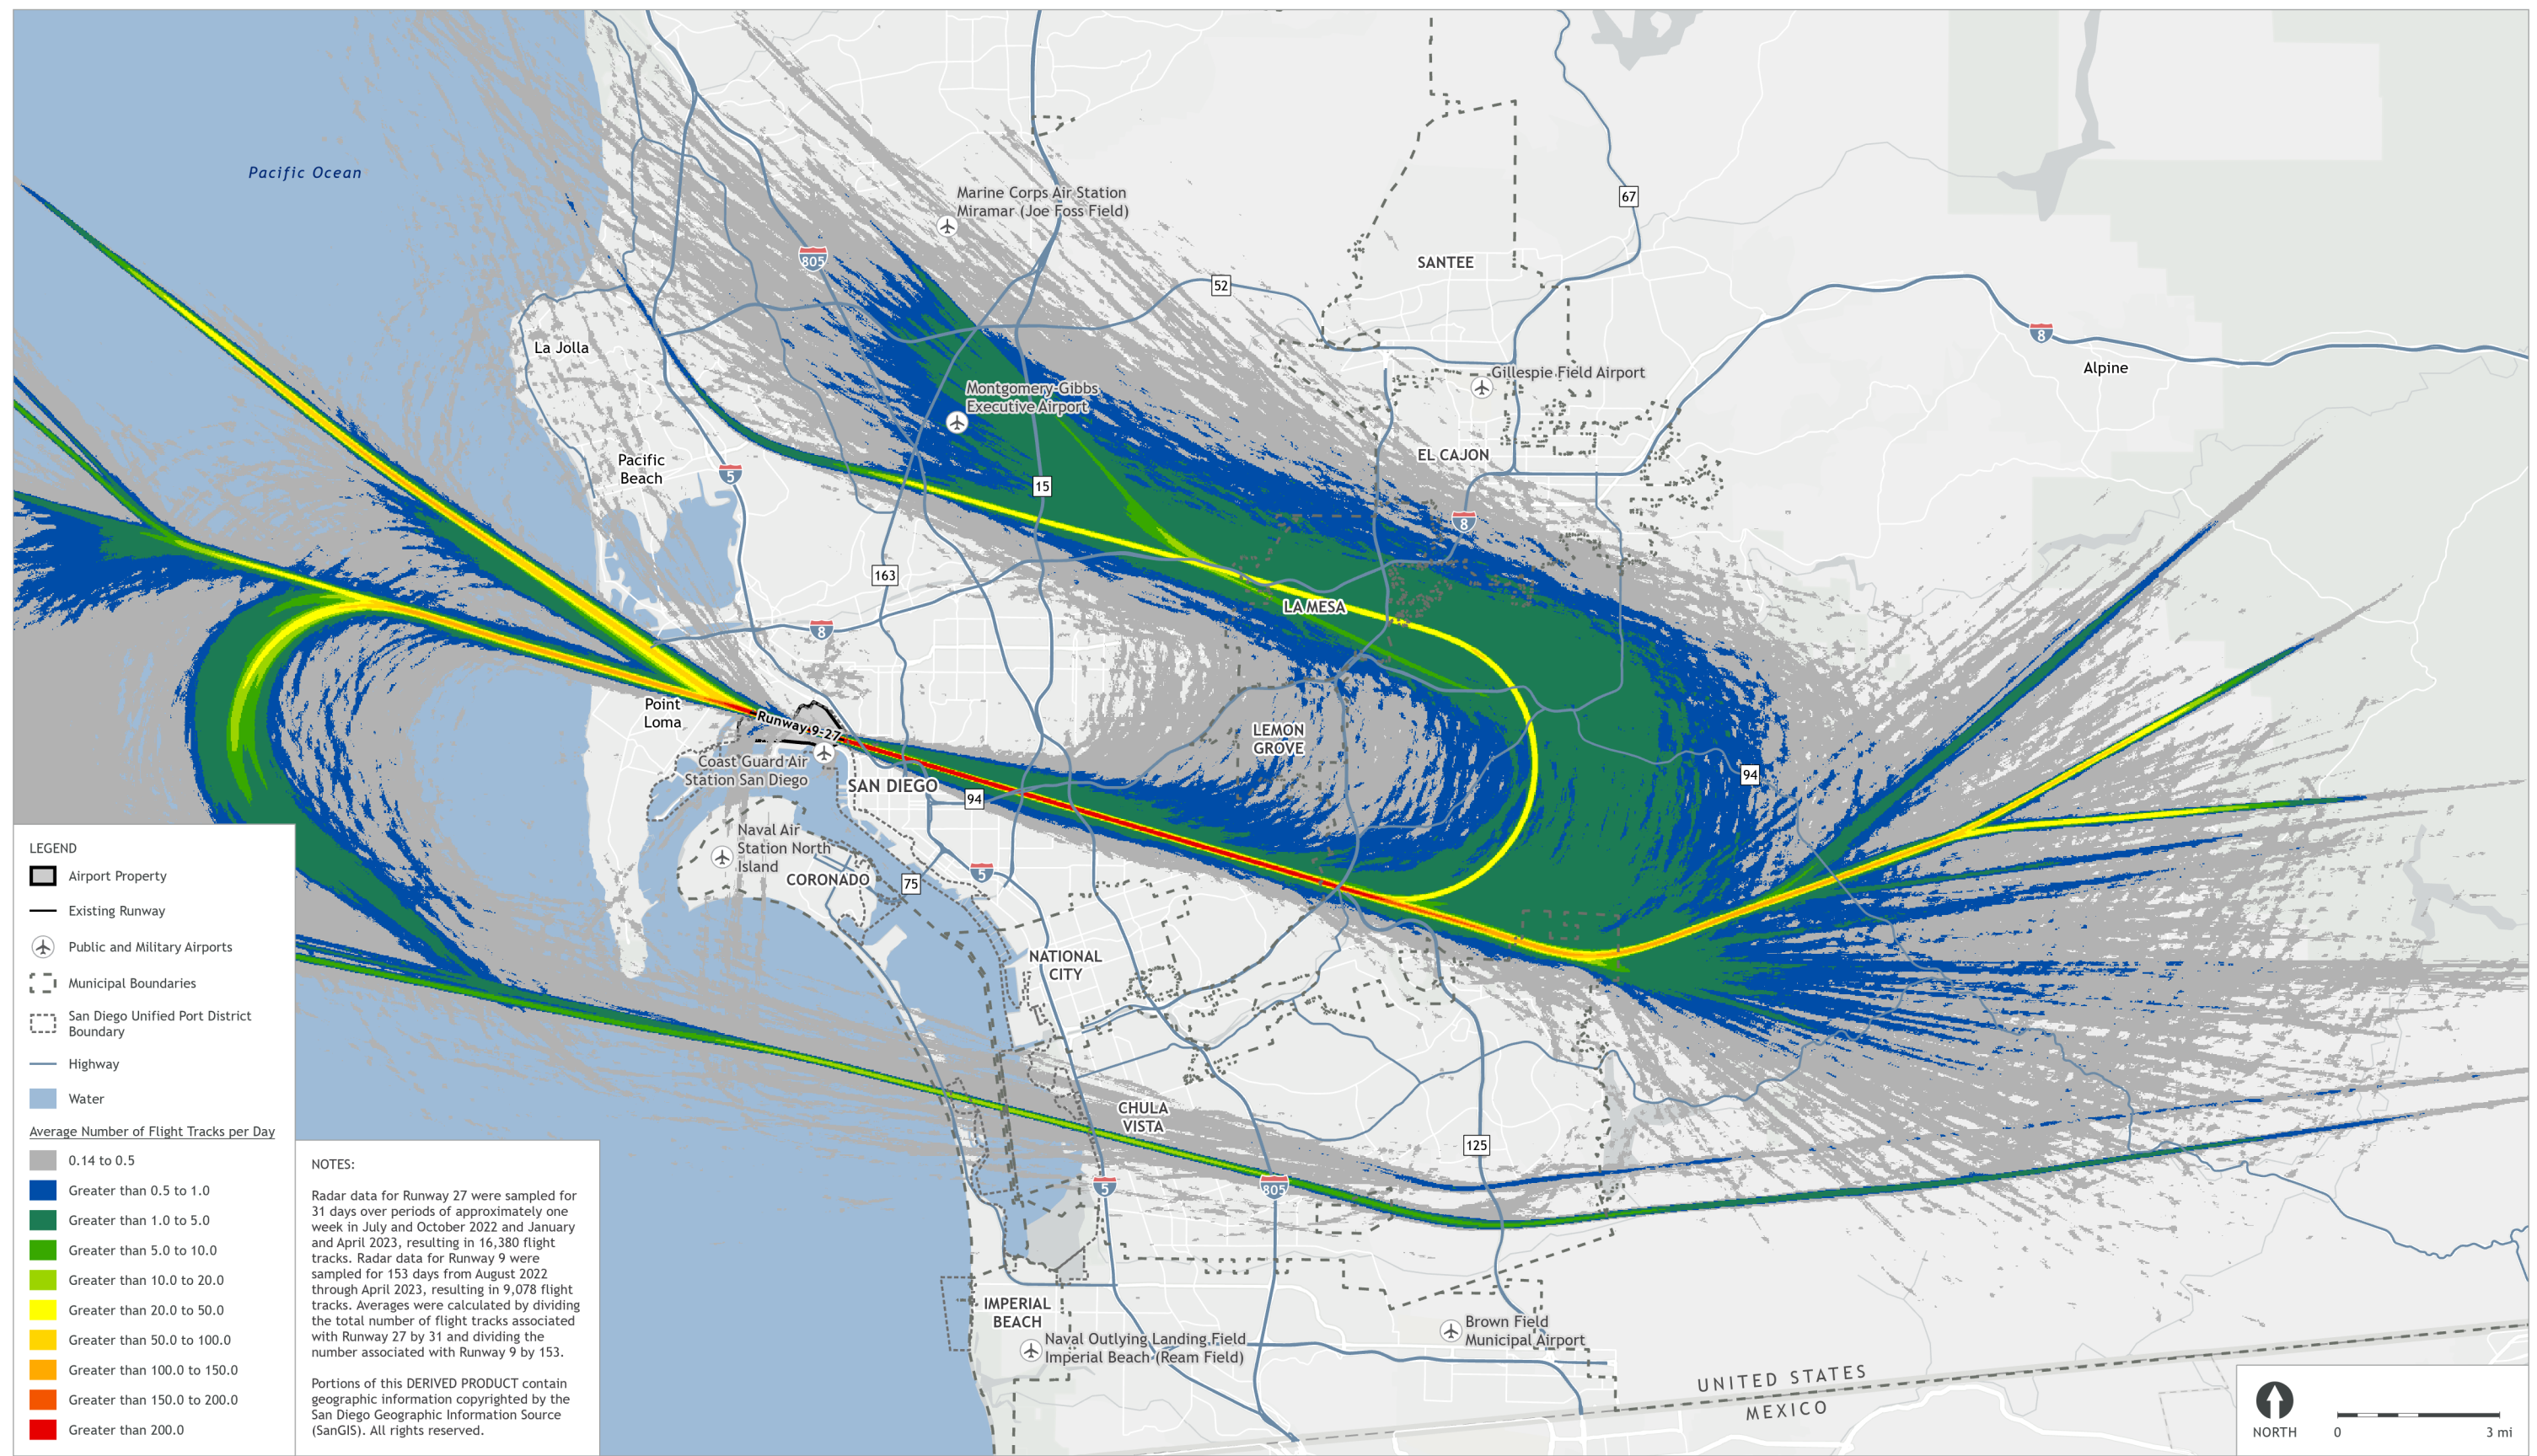 Pacific Ocean
Marine Corps Air Station
Miramar (Joe Foss Field)
67
805
SANTEE
52
8
La Jolla
Alpine
Gillespie Field Airport
Montgomery-Gibbs
Executive Airport
EL CAJON
Pacific
Beach
5
15
8
163
LA MESA
8
Point
Loma
Runway 9-27
LEMON
GROVE
Coast Guard Air
Station San Diego
SAN DIEGO
94
94
Naval Air
Station North
Island
CORONADO
75
5
NATIONAL
CITY
CHULA
VISTA
125
5
805
IMPERIAL
BEACH
Naval Outlying Landing Field
Imperial Beach (Ream Field)
Brown Field
Municipal Airport
UNITED STATES
MEXICO
LEGEND
Airport Property
Existing Runway
Public and Military Airports
Municipal Boundaries
San Diego Unified Port District
Boundary
Highway
Water
Average Number of Flight Tracks per Day
0.14 to 0.5
Greater than 0.5 to 1.0
Greater than 1.0 to 5.0
Greater than 5.0 to 10.0
Greater than 10.0 to 20.0
Greater than 20.0 to 50.0
Greater than 50.0 to 100.0
Greater than 100.0 to 150.0
Greater than 150.0 to 200.0
Greater than 200.0
NOTES:
Radar data for Runway 27 were sampled for
31 days over periods of approximately one
week in July and October 2022 and January
and April 2023, resulting in 16,380 flight
tracks. Radar data for Runway 9 were
sampled for 153 days from August 2022
through April 2023, resulting in 9,078 flight
tracks. Averages were calculated by dividing
the total number of flight tracks associated
with Runway 27 by 31 and dividing the
number associated with Runway 9 by 153.
Portions of this DERIVED PRODUCT contain
geographic information copyrighted by the
San Diego Geographic Information Source
(SanGIS). All rights reserved.
NORTH
0 3 mi